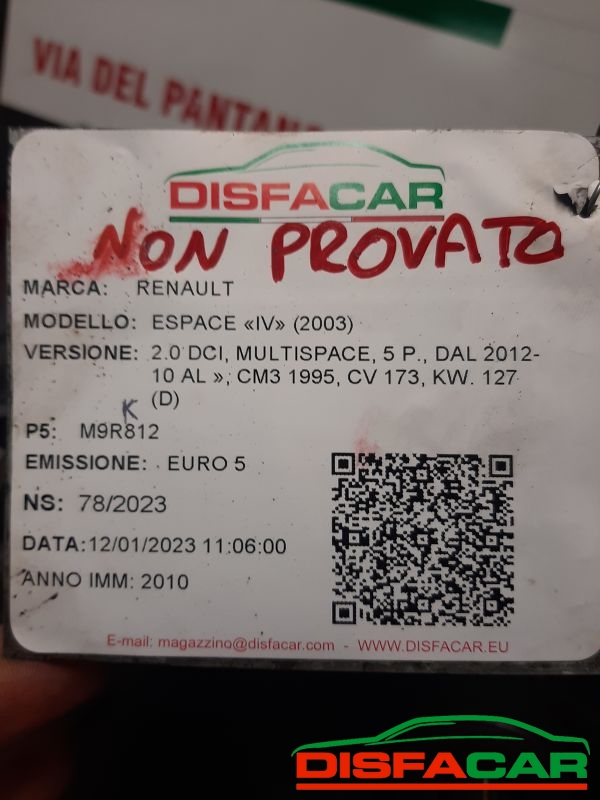 VIA DEL PANTANO
DISFACAR
NON PROVATO
MARCA: RENAULT
MODELLO: ESPACE «IV» (2003)
VERSIONE: 2.0 DCI, MULTISPACE, 5 P., DAL 2012-
10 AL », CM3 1995, CV 173, KW. 127
(D)
K
P5: M9R812
EMISSIONE: EURO 5
NS: 78/2023
DATA:12/01/2023 11:06:00
ANNO IMM: 2010
E-mail: magazzino@disfacar.com - WWW.DISFACAR.EU
DISFACAR